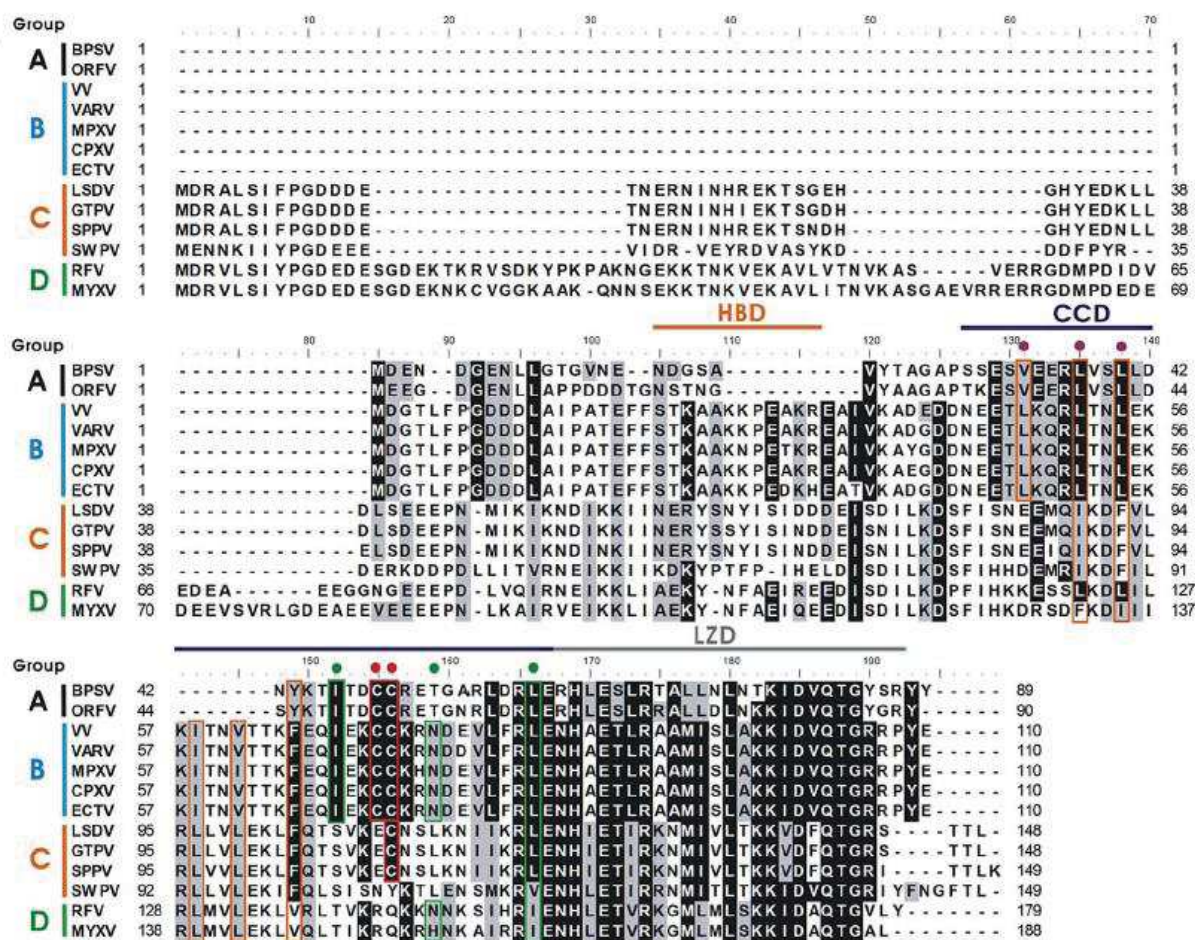 Group
10 20 30 40 50 60 70
A BPSV 1 ---------------------------------------------------------------------- 1
ORFV 1 ---------------------------------------------------------------------- 1
VV 1 ---------------------------------------------------------------------- 1
VARV 1 ---------------------------------------------------------------------- 1
B MPXV 1 ---------------------------------------------------------------------- 1
CPXV 1 ---------------------------------------------------------------------- 1
ECTV 1 ---------------------------------------------------------------------- 1
LSDV 1 MDRALSIFPGDDDE------------------TNERNINHREKTSGEH--------------GHYEDKLL 38
C GTPV 1 MDRALSIFPGDDDE------------------TNERNINHIEKTSGDH--------------GHYEDKLL 38
SPPV 1 MDRALSIFPGDDDE------------------TNERNINHREKTSNDH--------------GHYEDNLL 38
SWPV 1 MENNKIIYPGDEEE------------------VIDR-VEYRDVASYKD--------------DDFPYR-- 35
D RFV 1 MDRVLSIYPGDEDESGDEKTKRVSDKYPKPAKNGEKKTNKVEKAVLVTNVKAS-----VERRGDMPDIDV 65
MYXV 1 MDRVLSIYPGDEDESGDEKNKCVGGKAAK-QNNSEKKTNKVEKAVLITNVKASGAEVRRERRGDMPDEDE 69
HBD CCD
Group
80 90 100 110 120 130 140
A BPSV 1 --------------MDEN--DGENLLGTGVNE--NDGSA----------VYTAGAPSSESVEERLVSLLD 42
ORFV 1 --------------MEEG--DGENLLAPPDDDTGNSTNG----------VYAAGAPTKESVEERLVSLLD 44
VV 1 --------------MDGTLFPGDDDLAIPATEFFSTKAAKKPEAKREAIVKADEDDNEETLKQRLTNLEK 56
VARV 1 --------------MDGTLFPGDDDLAIPATEFFSTKAAKKPEAKREAIVKADGDDNEETLKQRLTNLEK 56
B MPXV 1 --------------MDGTLFPGDDDLAIPATEFFSTKAAKKPEAKREAIVKAYGDDNEETLKQRLTNLEK 56
CPXV 1 --------------MDGTLFPGDDDLAIPATEFFSTKAAKKPEAKREAIVKAEGDDNEETLKQRLTNLEK 56
ECTV 1 --------------MDGTLFPGDDDLAIPATEFFSTKAAKKPEDKHEATVKADGDDNEETLKQRLTNLEK 56
LSDV 38 -------------DLSEEEPN-MIKIKNDIKKIINERYSNYISIDDDEISDILKDSFISNEEMQIKDFVL 94
C GTPV 38 -------------DLSDEEPN-MIKIKNDIKKIINERYSSYISIDDDEISDILKDSFISNEEMQIKDFVL 94
SPPV 38 -------------ELSDEEPN-MIKIKNDINKIINERYSNYISINDDEISNILKDSFISNEEIQIKDFVL 94
SWPV 35 -------------DERKDDPDLLITVRNEIKKIIKDKYPTFP-IHELDISDILKDSFIHHDEMRIKDFIL 91
D RFV 66 EDEA-------EEGGNGEEEPD-LVQIRNEIKKLIAEKY-NFAEIREEDISDILKDPFIHKKESSLKDLIL 127
MYXV 70 DEEVSVRLGDEAEEVEEEEPN-LKAIRVEIKKLIAEKY-NFAEIQEEDISDILKDSFIHKDRSDFKDIII 137
LZD
Group
150 160 170 180 190
A BPSV 42 -------NYKTITDCCRETGARLDRLERHLESLRTALLNLNTKIDVQTGYSRYY----- 89
ORFV 44 -------SYKTITDCCRETGNRLDRLERHLESLRRALLDLNKKIDVQTGYGRY------ 90
VV 57 KITNVTTKFEQIEKCCKRNDEVLFRLENHAETLRAAMISLAKKIDVQTGRRPYE----- 110
VARV 57 KITNVTTKFEQIEKCCKRNDDVLFRLENHAETLRAAMISLAKKIDVQTGRRPYE----- 110
B MPXV 57 KITNITTKFEQIEKCCKHNDEVLFRLENHAETLRAAMISLAKKIDVQTGRRPYE----- 110
CPXV 57 KITNVTTKFEQIEKCCKRNDEVLFRLENHAETLRAAMISLAKKIDVQTGRRPYE----- 110
ECTV 57 KITNVTTKFEQIEKCCKRNDEVLFRLENHAETLRAAMISLAKKIDVQTGRRPYE----- 110
LSDV 95 RLLVLEKLFQTSVKECNSLKNIIKRLENHIETIRKNMIVLTKKVDFQTGRS----TTL- 148
C GTPV 95 RLLVLEKLFQTSVKECNSLKNIIKRLENHIETIRKNMIVLTKKIDFQTGRS----TTL- 148
SPPV 95 RLVVLEKLFQTSVKECNSLKNIIKRLENHIETIRKNMIVLTKKIDVQTGRI----TTLK 149
SWPV 92 RLLVLEKIFQLSISNYKTLENSMKRVENHIETIRNNMITLTKKIDVQTGRIYFNGFTL- 149
D RFV 128 RLMVLEKLVRLTVKRQKKNNKSIHRIENHLETVRKGMLMLSKKIDAQTGVLY------- 179
MYXV 138 RLMVLEKLVQLTIKRQKRHNKAIRRIENHLETVRKRMLMLSKKIDAQTGAL-------- 188